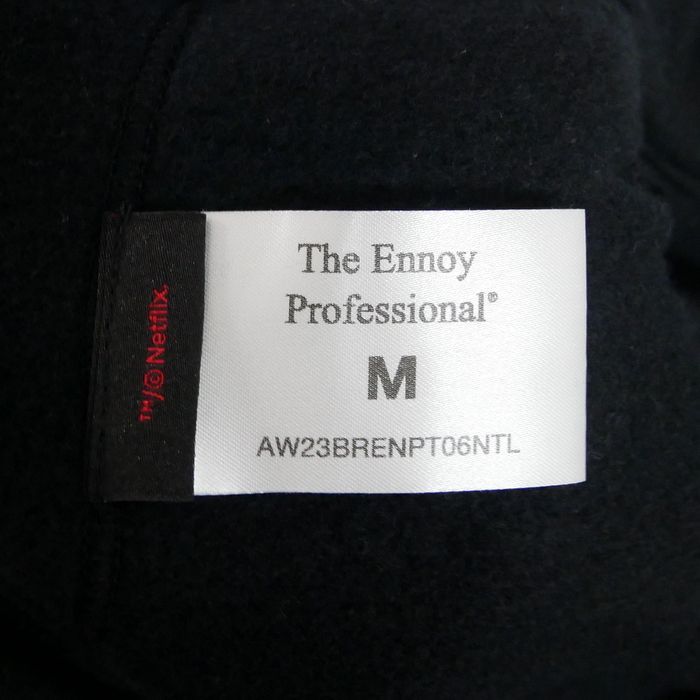 The Ennoy
Professional®
M
AW23BRENPT06NTL
™/© Netflix.